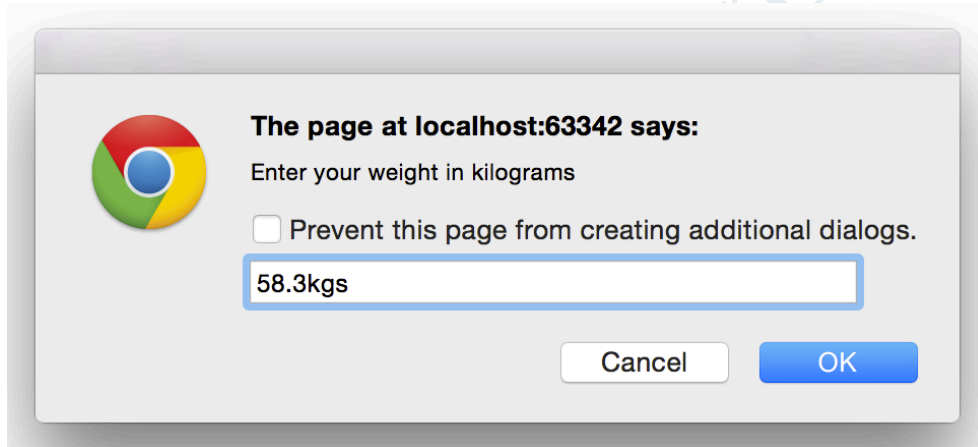 The page at localhost:63342 says:
Enter your weight in kilograms
Prevent this page from creating additional dialogs.
58.3kgs
Cancel OK